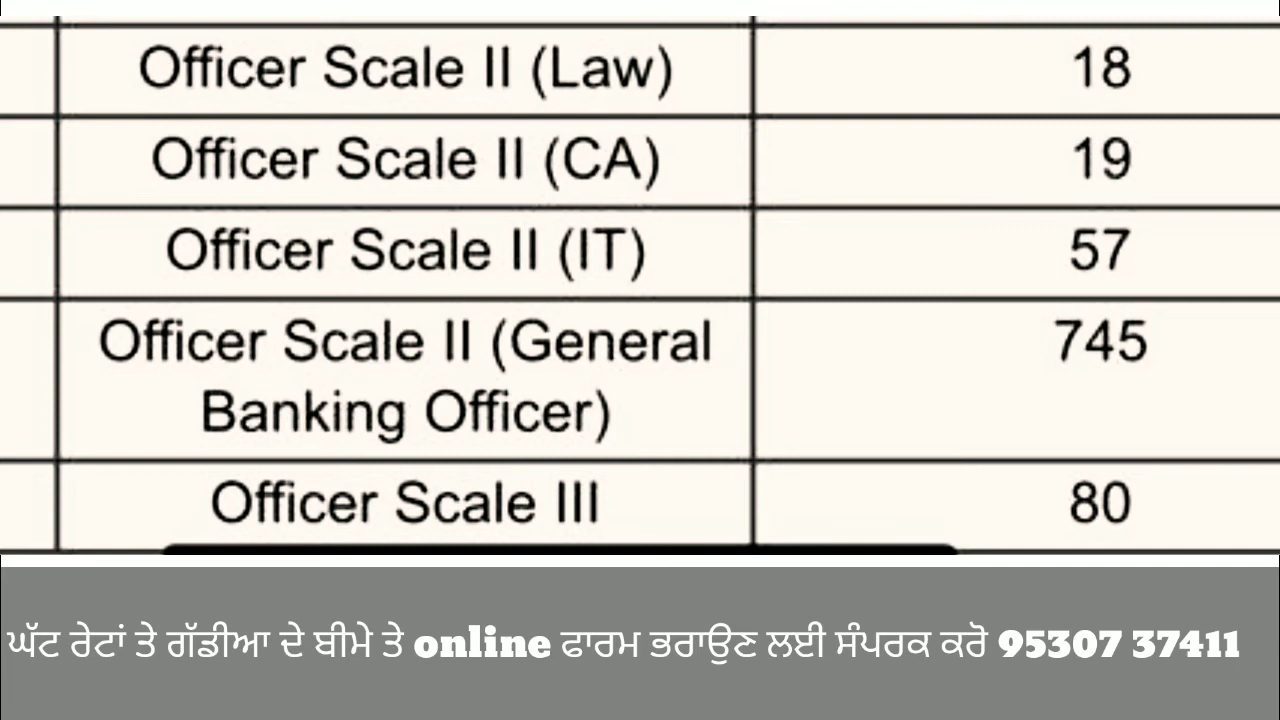 Officer Scale II (Law) 18
Officer Scale II (CA) 19
Officer Scale II (IT) 57
Officer Scale II (General 745
Banking Officer)
Officer Scale III 80
ਘੱਟ ਰੇਟਾਂ ਤੇ ਗੱਡੀਆ ਦੇ ਬੀਮੇ ਤੇ online ਫਾਰਮ ਭਰਾਉਣ ਲਈ ਸੰਪਰਕ ਕਰੋ 95307 37411